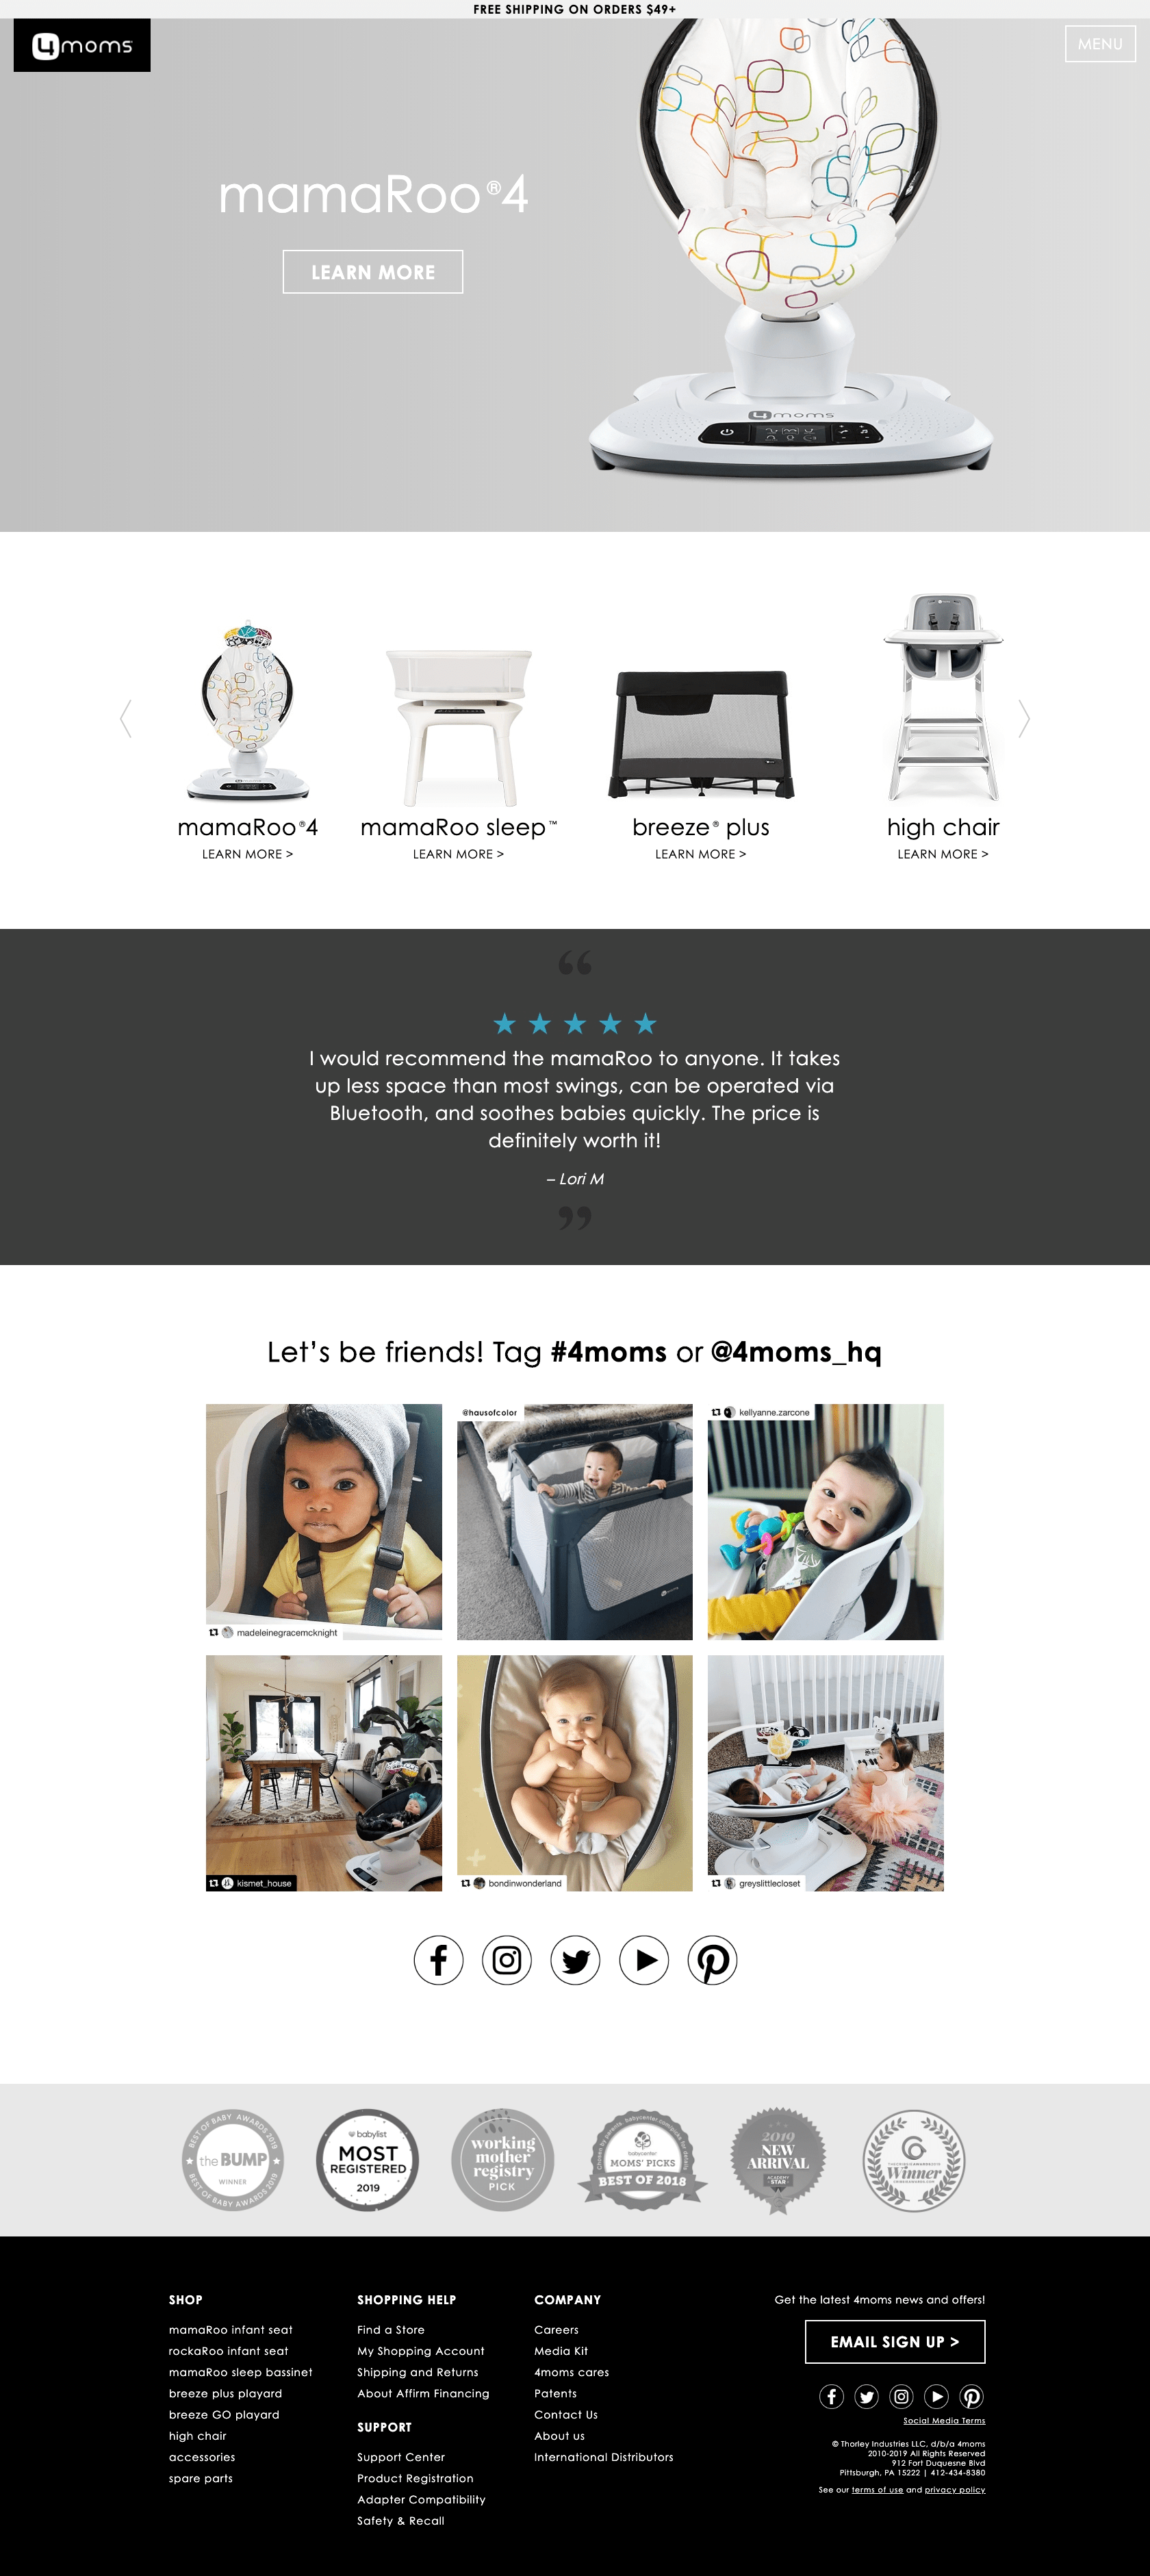 FREE SHIPPING ON ORDERS $49+
4moms
MENU
mamaRoo®4
LEARN MORE
4moms
mamaRoo®4
LEARN MORE >
mamaRoo sleep™
LEARN MORE >
breeze® plus
LEARN MORE >
high chair
LEARN MORE >
“
I would recommend the mamaRoo to anyone. It takes
up less space than most swings, can be operated via
Bluetooth, and soothes babies quickly. The price is
definitely worth it!
– Lori M
”
Let’s be friends! Tag #4moms or @4moms_hq
madeleinegracemcknight
@hausofcolor
kellyanne.zarcone
kismet_house
bondinwonderland
greyslittlecloset
BEST OF BABY AWARDS 2019
the BUMP
WINNER
BEST OF BABY AWARDS 2019
babylist
MOST
REGISTERED
2019
working
mother
registry
PICK
babycenter
MOMS' PICKS
BEST OF 2018
2019
NEW
ARRIVAL
ACADEMY
STAR
Winner
SHOP
mamaRoo infant seat
rockaRoo infant seat
mamaRoo sleep bassinet
breeze plus playard
breeze GO playard
high chair
accessories
spare parts
SHOPPING HELP
Find a Store
My Shopping Account
Shipping and Returns
About Affirm Financing
SUPPORT
Support Center
Product Registration
Adapter Compatibility
Safety & Recall
COMPANY
Careers
Media Kit
4moms cares
Patents
Contact Us
About us
International Distributors
Get the latest 4moms news and offers!
EMAIL SIGN UP >
Social Media Terms
© Thorley Industries LLC, d/b/a 4moms
2010-2019 All Rights Reserved
912 Fort Duquesne Blvd
Pittsburgh, PA 15222 | 412-434-8380
See our terms of use and privacy policy